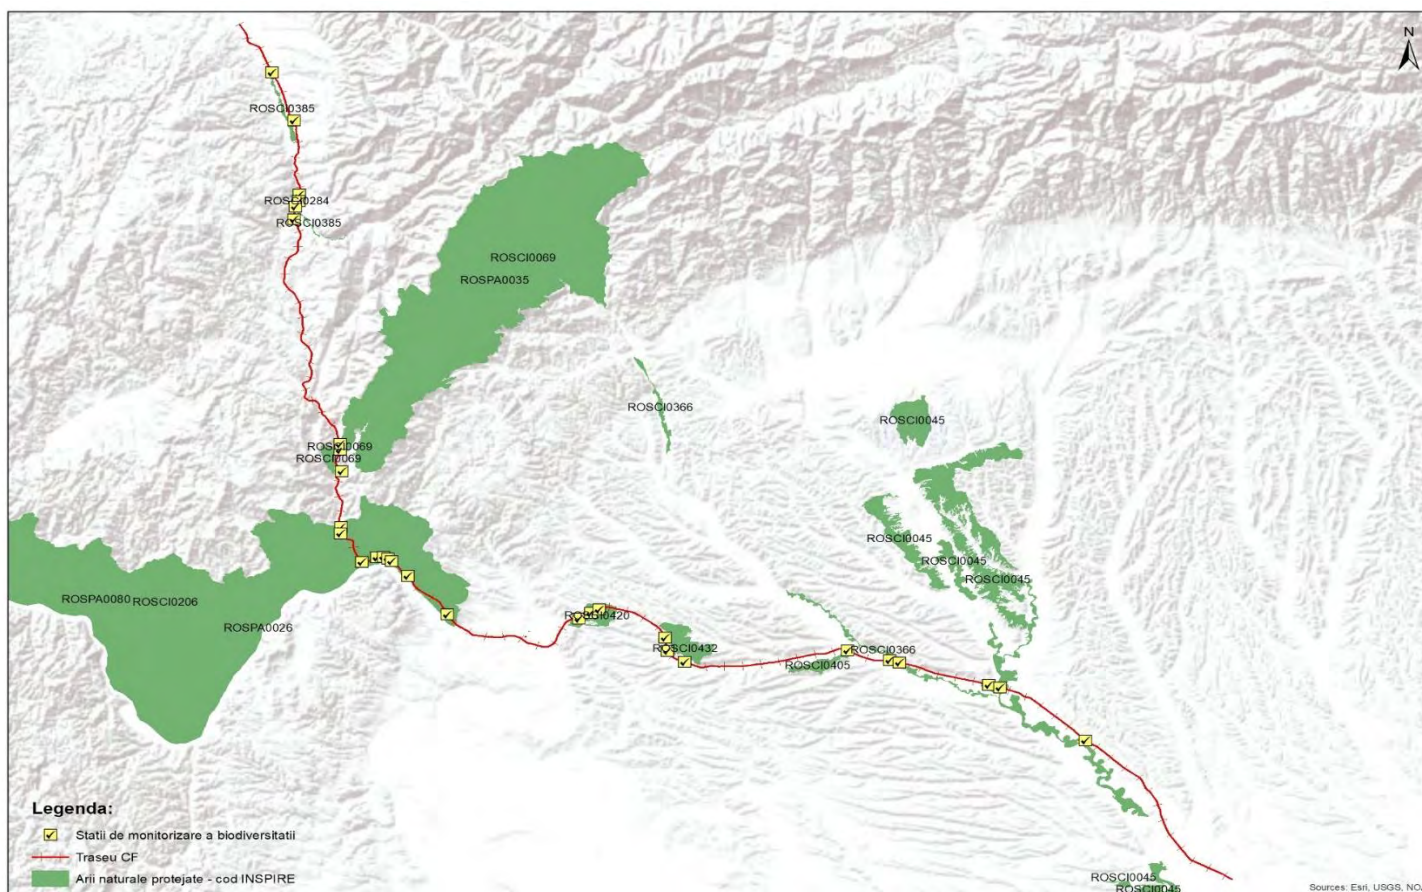 N
ROSCI0385
ROSCI0284
ROSCI0385
ROSCI0069
ROSPA0035
ROSCI0366
ROSCI0045
ROSCI0069
ROSCI0069
ROSCI0045
ROSCI0045
ROSCI0045
ROSPA0080
ROSCI0206
ROSPA0026
ROSCI0420
ROSCI0432
ROSCI0366
ROSCI0405
Legenda:
Statii de monitorizare a biodiversitatii
Traseu CF
Arii naturale protejate - cod INSPIRE
ROSCI0045
ROSCI0045
Sources: Esri, USGS,